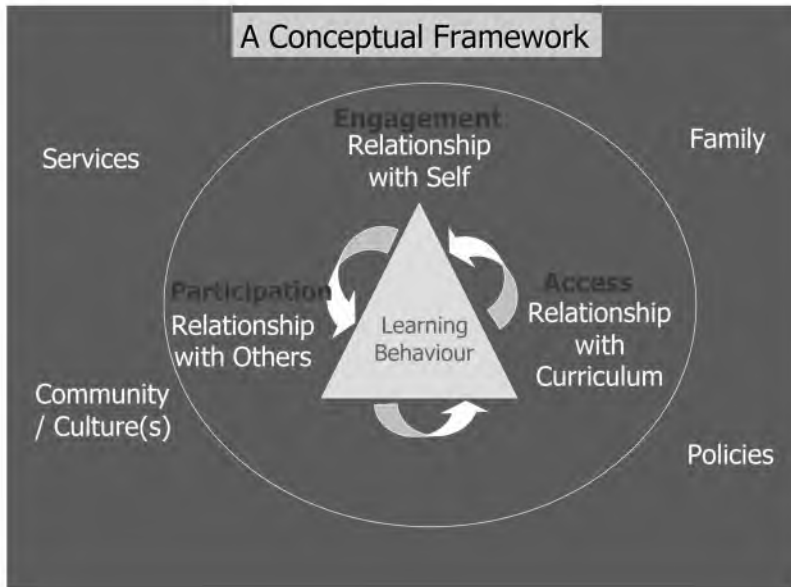 A Conceptual Framework
Engagement
Relationship
with Self
Services
Family
Participation
Relationship
with Others
Learning
Behaviour
Access
Relationship
with
Curriculum
Community
/ Culture(s)
Policies